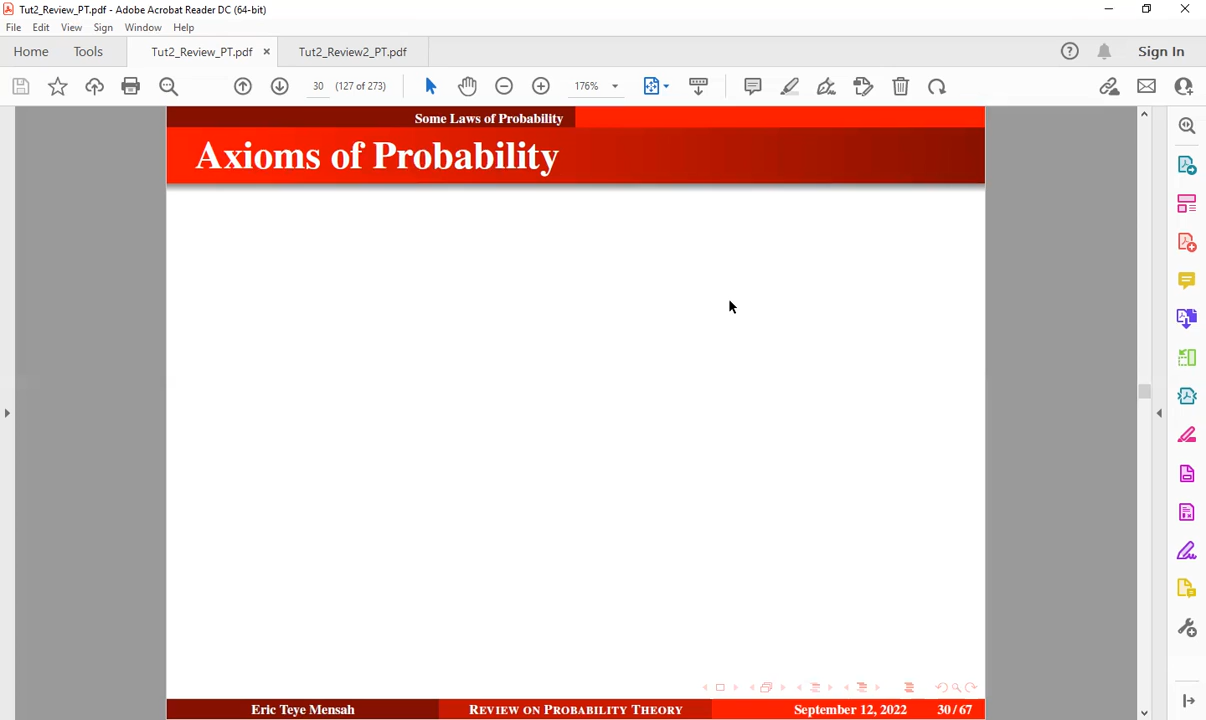 Tut2_Review_PT.pdf - Adobe Acrobat Reader DC (64-bit)
File Edit View Sign Window Help
Home Tools Tut2_Review_PT.pdf × Tut2_Review2_PT.pdf Sign In
30 (127 of 273) 176%
Some Laws of Probability
Axioms of Probability
Eric Teye Mensah REVIEW ON PROBABILITY THEORY September 12, 2022 30/67